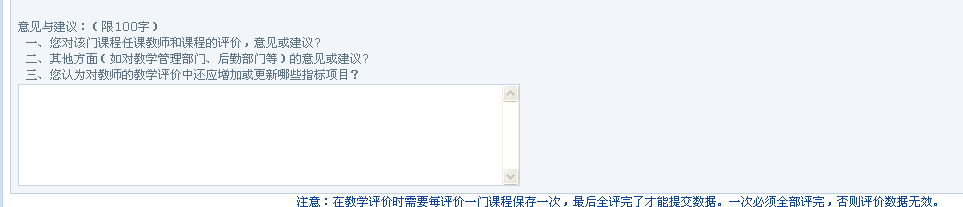 意见与建议：（限100字）
一、您对该门课程任课教师和课程的评价，意见或建议？
二、其他方面（如对教学管理部门、后勤部门等）的意见或建议？
三、您认为对教师的教学评价中还应增加或更新哪些指标项目？
注意：在教学评价时需要每评价一门课程保存一次，最后全评完了才能提交数据。一次必须全部评完，否则评价数据无效。